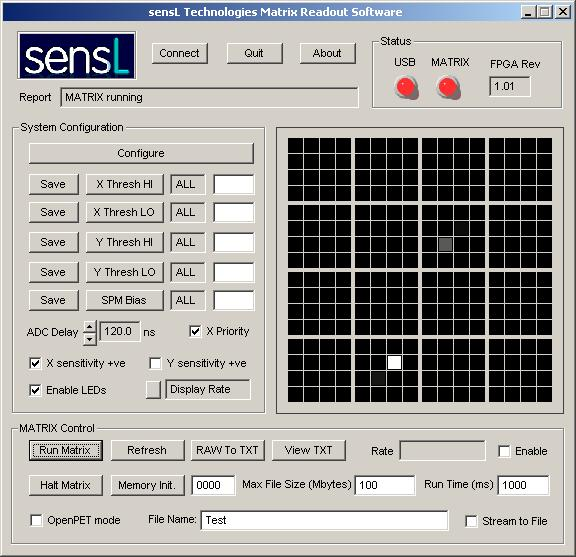 sensL Technologies Matrix Readout Software
sensL
Connect Quit About
Status
USB MATRIX FPGA Rev
1.01
Report MATRIX running
System Configuration
Configure
Save X Thresh HI ALL
Save X Thresh LO ALL
Save Y Thresh HI ALL
Save Y Thresh LO ALL
Save SPM Bias ALL
ADC Delay 120.0 ns X Priority
X sensitivity +ve Y sensitivity +ve
Enable LEDs Display Rate
MATRIX Control
Run Matrix Refresh RAW To TXT View TXT Rate Enable
Halt Matrix Memory Init. 0000 Max File Size (Mbytes) 100 Run Time (ms) 1000
OpenPET mode File Name: Test Stream to File